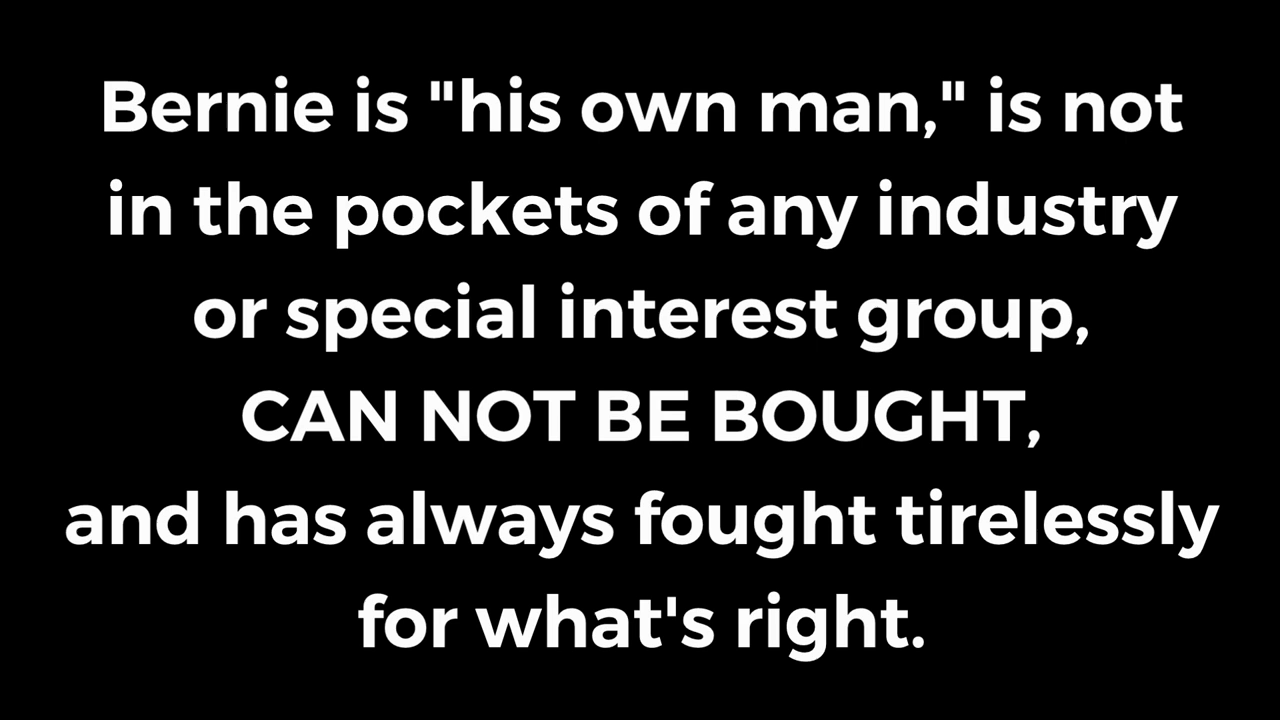 Bernie is "his own man," is not
in the pockets of any industry
or special interest group,
CAN NOT BE BOUGHT,
and has always fought tirelessly
for what's right.